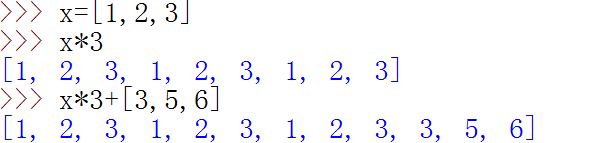 >>> x=[1,2,3]
>>> x*3
[1, 2, 3, 1, 2, 3, 1, 2, 3]
>>> x*3+[3,5,6]
[1, 2, 3, 1, 2, 3, 1, 2, 3, 3, 5, 6]